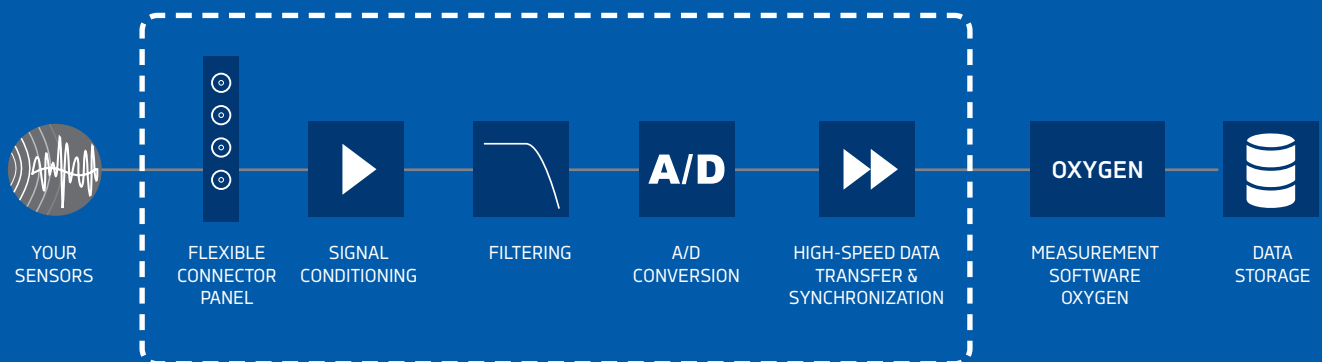 A/D
OXYGEN
YOUR
SENSORS
FLEXIBLE
CONNECTOR
PANEL
SIGNAL
CONDITIONING
FILTERING
A/D
CONVERSION
HIGH-SPEED DATA
TRANSFER &
SYNCHRONIZATION
MEASUREMENT
SOFTWARE
OXYGEN
DATA
STORAGE